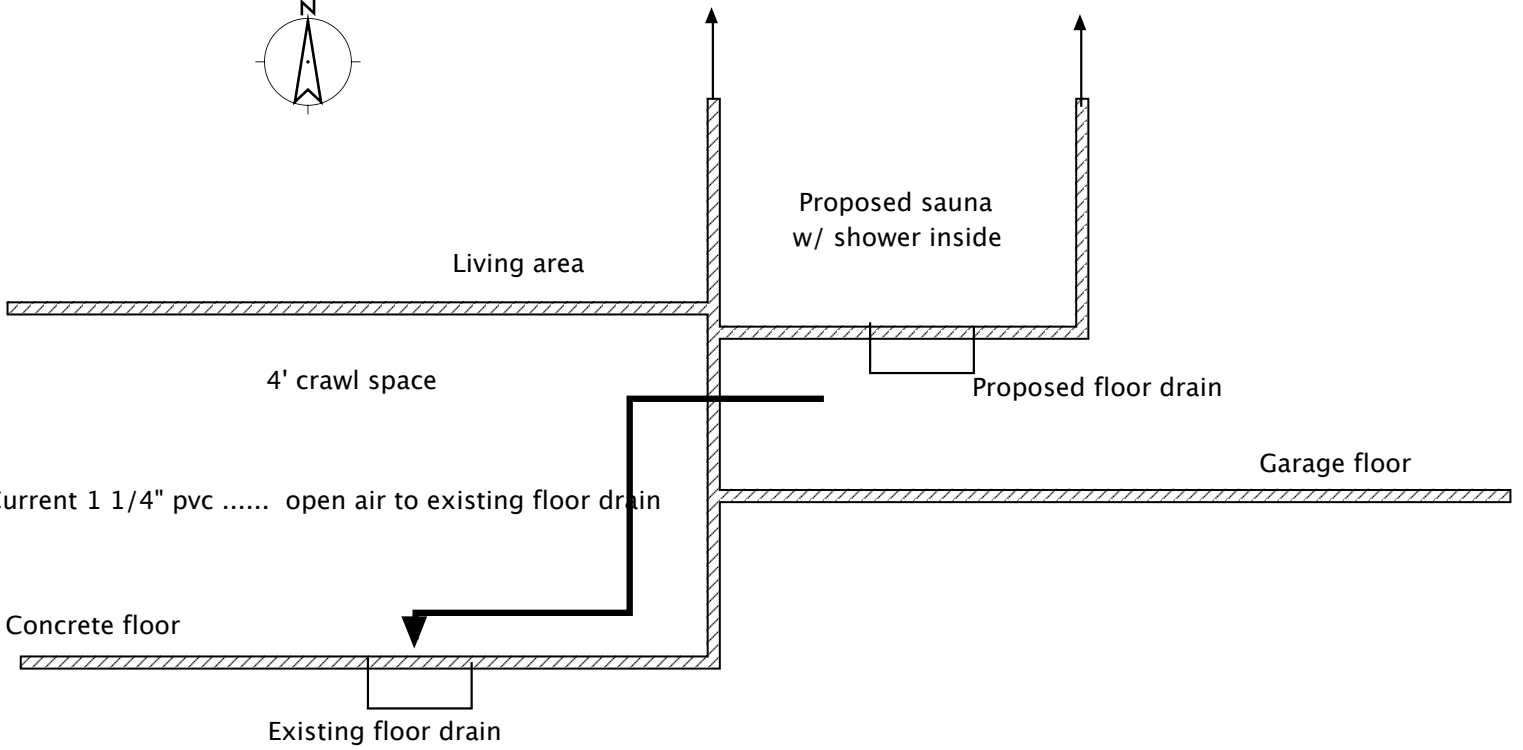 N
Proposed sauna
w/ shower inside
Living area
4' crawl space
Proposed floor drain
Garage floor
urrent 1 1/4" pvc ...... open air to existing floor drain
Concrete floor
Existing floor drain